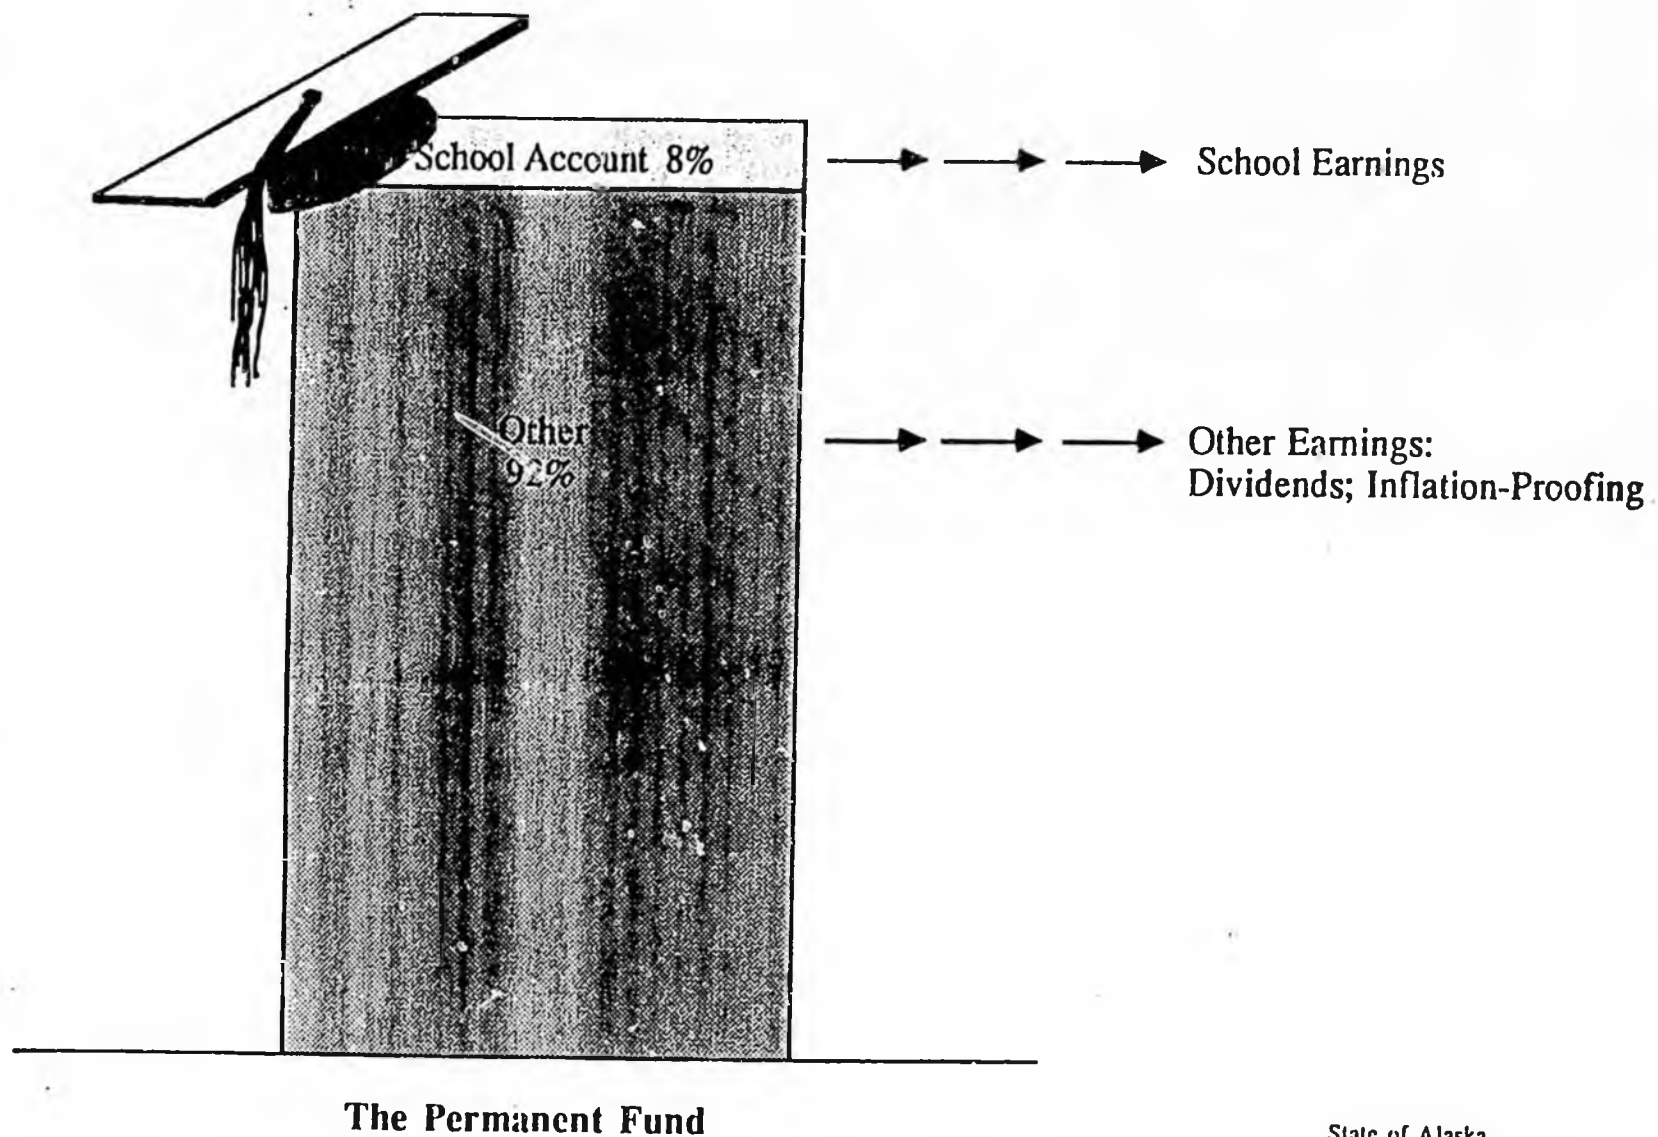 School Account 8%
School Earnings
Other
92%
Other Earnings:
Dividends; Inflation-Proofing
The Permanent Fund
State of Alaska